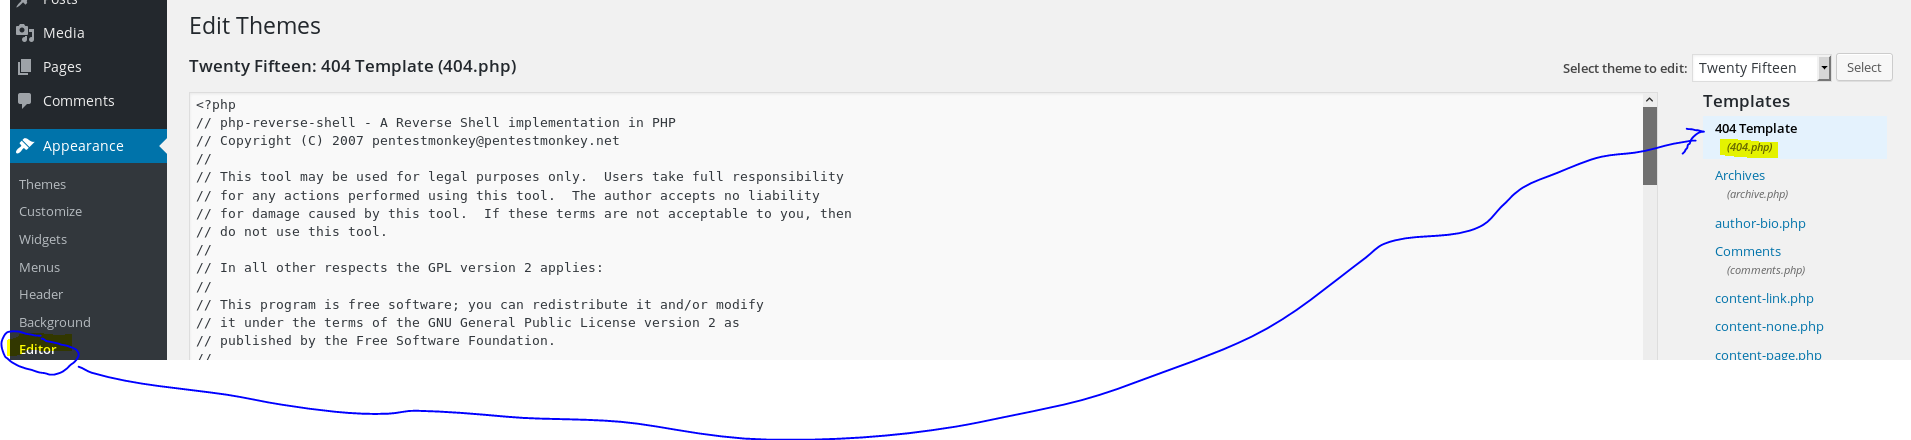 Posts
Media
Pages
Comments
Appearance
Themes
Customize
Widgets
Menus
Header
Background
Editor
Edit Themes
Twenty Fifteen: 404 Template (404.php)
Select theme to edit: Twenty Fifteen Select
<?php
// php-reverse-shell - A Reverse Shell implementation in PHP
// Copyright (C) 2007 pentestmonkey@pentestmonkey.net
//
// This tool may be used for legal purposes only.  Users take full responsibility
// for any actions performed using this tool.  The author accepts no liability
// for damage caused by this tool.  If these terms are not acceptable to you, then
// do not use this tool.
//
// In all other respects the GPL version 2 applies:
//
// This program is free software; you can redistribute it and/or modify
// it under the terms of the GNU General Public License version 2 as
// published by the Free Software Foundation.
//
Templates
404 Template
(404.php)
Archives
(archive.php)
author-bio.php
Comments
(comments.php)
content-link.php
content-none.php
content-page.php